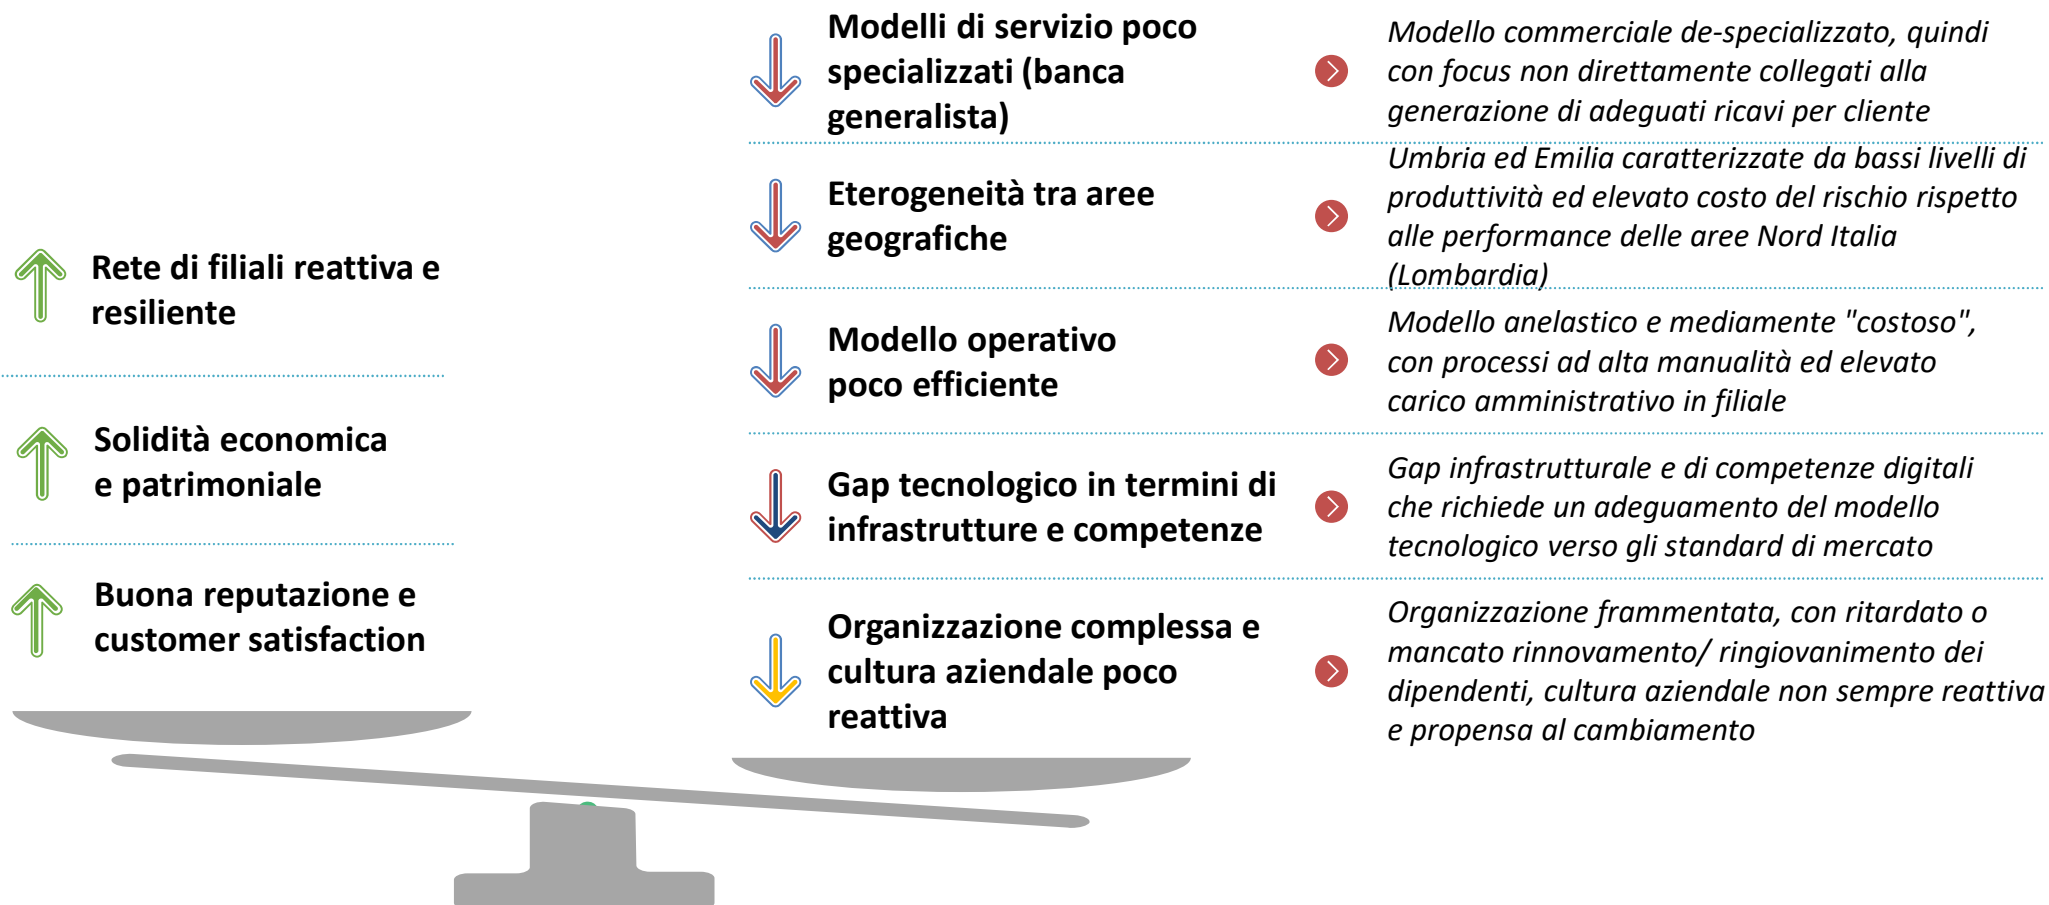 Rete di filiali reattiva e
resiliente
Solidità economica
e patrimoniale
Buona reputazione e
customer satisfaction
Modelli di servizio poco
specializzati (banca
generalista)
Modello commerciale de-specializzato, quindi
con focus non direttamente collegati alla
generazione di adeguati ricavi per cliente
Eterogeneità tra aree
geografiche
Umbria ed Emilia caratterizzate da bassi livelli di
produttività ed elevato costo del rischio rispetto
alle performance delle aree Nord Italia
(Lombardia)
Modello operativo
poco efficiente
Modello anelastico e mediamente "costoso",
con processi ad alta manualità ed elevato
carico amministrativo in filiale
Gap tecnologico in termini di
infrastrutture e competenze
Gap infrastrutturale e di competenze digitali
che richiede un adeguamento del modello
tecnologico verso gli standard di mercato
Organizzazione complessa e
cultura aziendale poco
reattiva
Organizzazione frammentata, con ritardato o
mancato rinnovamento/ ringiovanimento dei
dipendenti, cultura aziendale non sempre reattiva
e propensa al cambiamento